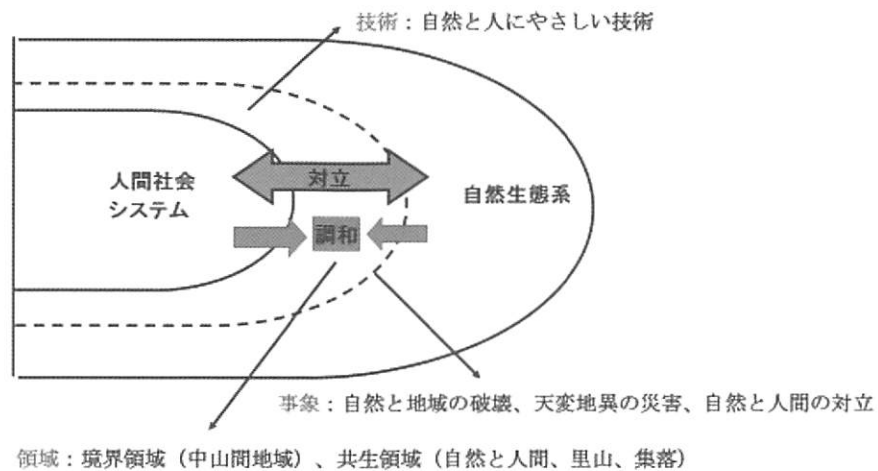 技術：自然と人にやさしい技術
対立
人間社会
システム
自然生態系
調和
事象：自然と地域の破壊、天変地異の災害、自然と人間の対立
領域：境界領域（中山間地域）、共生領域（自然と人間、里山、集落）